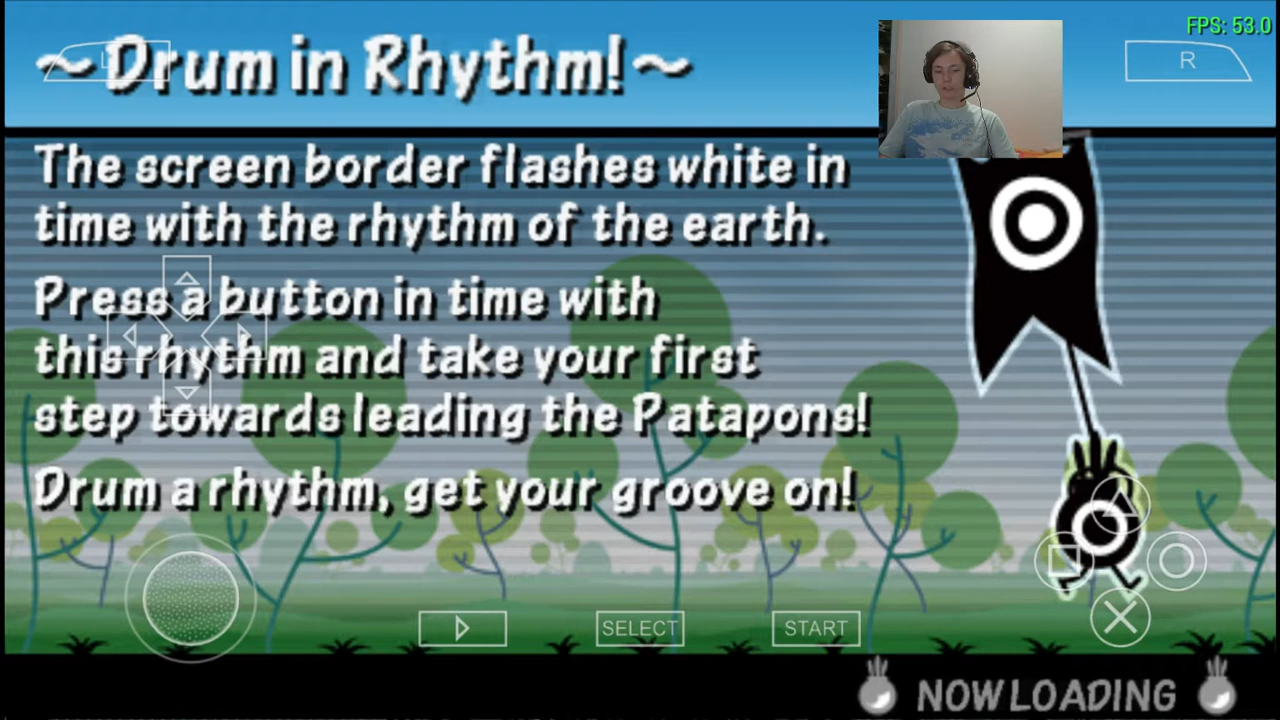 FPS: 53.0
~Drum in Rhythm!~
L
R
The screen border flashes white in
time with the rhythm of the earth.
Press a button in time with
this rhythm and take your first
step towards leading the Patapons!
Drum a rhythm, get your groove on!
SELECT
START
NOW LOADING